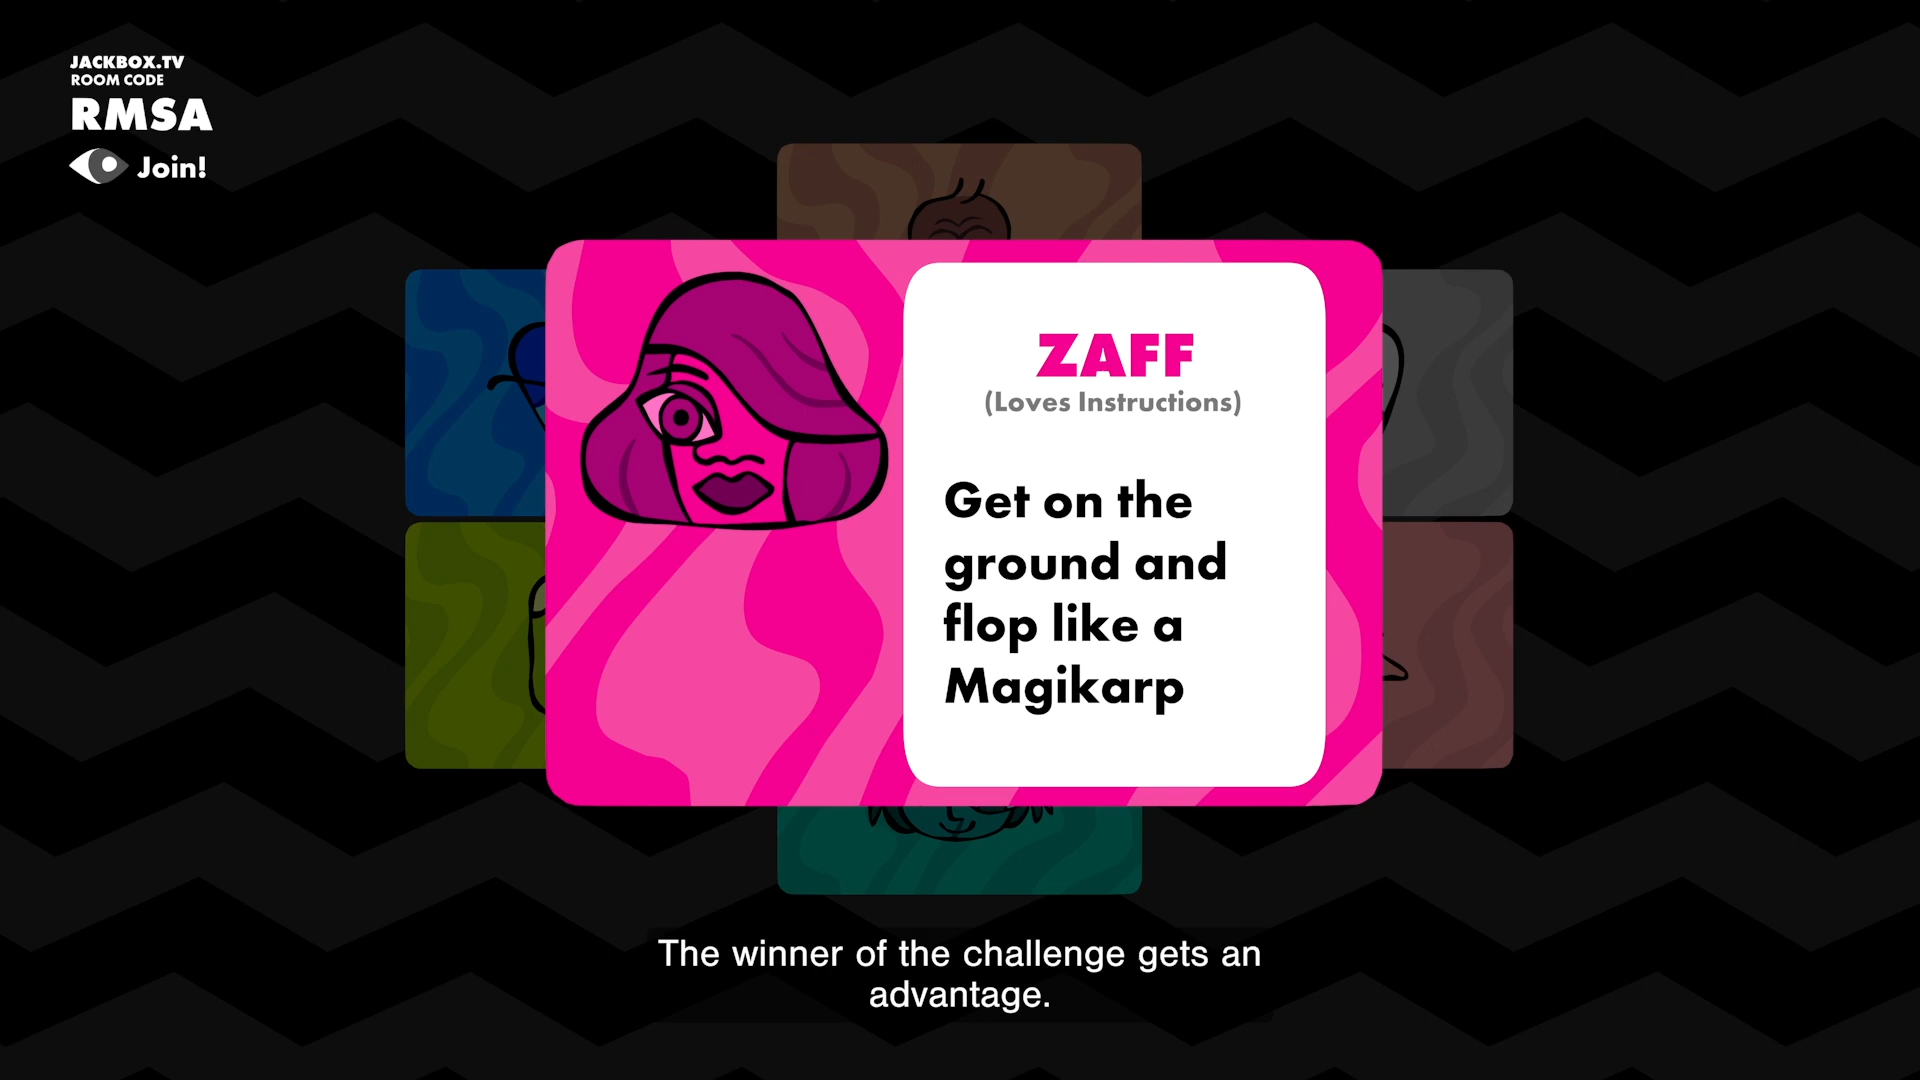 JACKBOX.TV
ROOM CODE
RMSA
Join!
ZAFF
(Loves Instructions)
Get on the
ground and
flop like a
Magikarp
The winner of the challenge gets an
advantage.